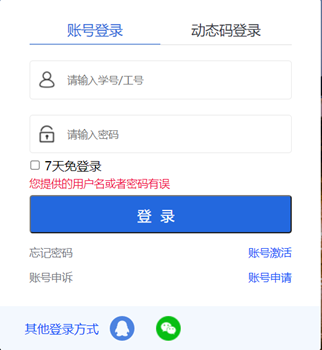 账号登录 动态码登录
请输入学号/工号
请输入密码
7天免登录
您提供的用户名或者密码有误
登 录
忘记密码 账号激活
账号申诉 账号申请
其他登录方式